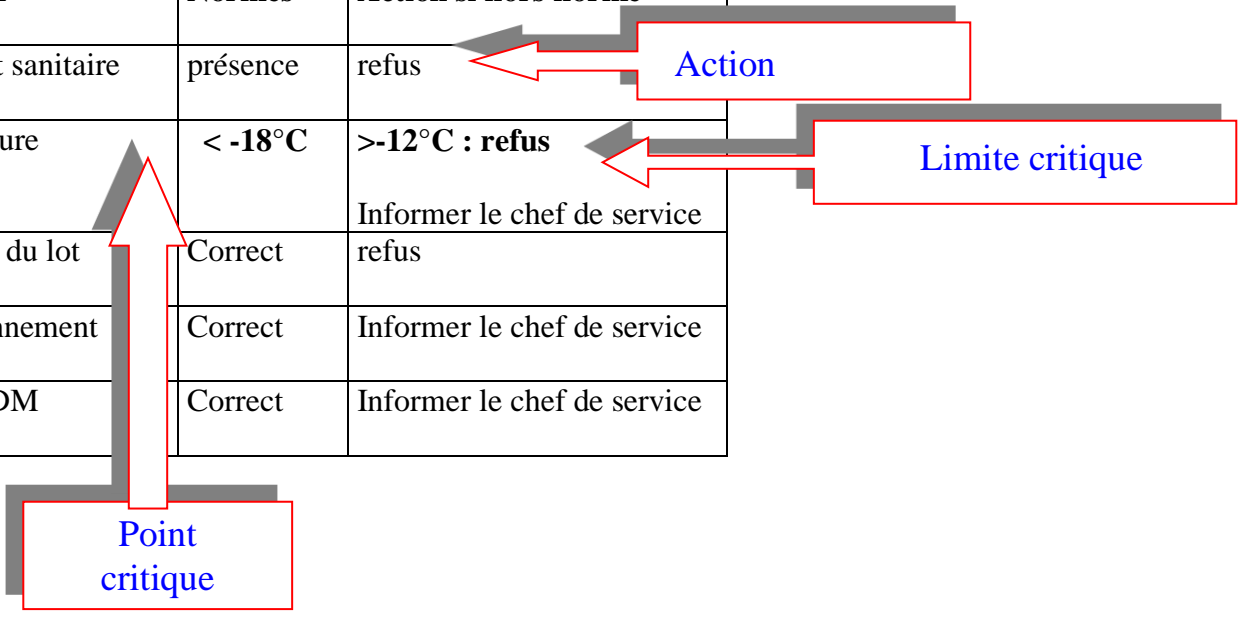 t sanitaire présence refus
Action
ure < -18°C >-12°C : refus
Limite critique
Informer le chef de service
du lot Correct refus
nnement Correct Informer le chef de service
DM Correct Informer le chef de service
Point
critique